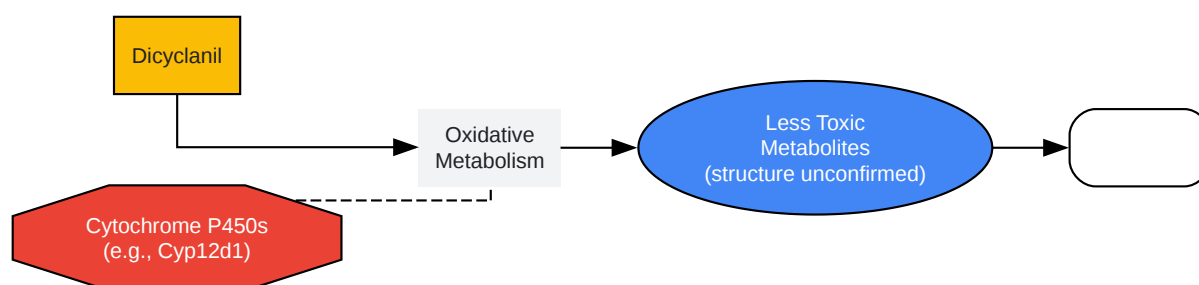 Dicyclanil
Oxidative
Metabolism
Less Toxic
Metabolites
(structure unconfirmed)
Cytochrome P450s
(e.g., Cyp12d1)